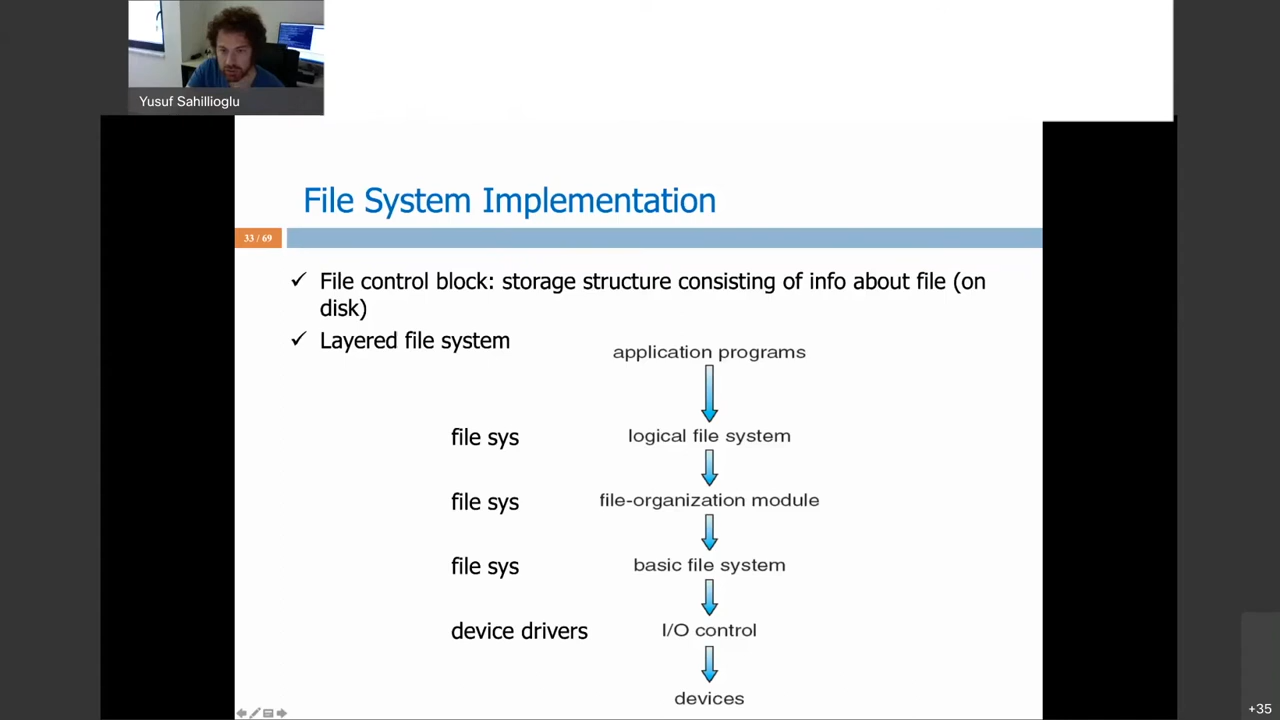 Yusuf Sahillioglu
File System Implementation
33 / 69
✓ File control block: storage structure consisting of info about file (on
disk)
✓ Layered file system
application programs
file sys logical file system
file sys file-organization module
file sys basic file system
device drivers I/O control
devices
+35